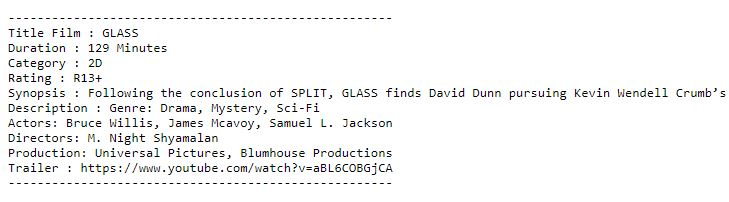 ----------------------------------------------------
Title Film : GLASS
Duration : 129 Minutes
Category : 2D
Rating : R13+
Synopsis : Following the conclusion of SPLIT, GLASS finds David Dunn pursuing Kevin Wendell Crumb’s
Description : Genre: Drama, Mystery, Sci-Fi
Actors: Bruce Willis, James Mcavoy, Samuel L. Jackson
Directors: M. Night Shyamalan
Production: Universal Pictures, Blumhouse Productions
Trailer : https://www.youtube.com/watch?v=aBL6COBGjCA
----------------------------------------------------